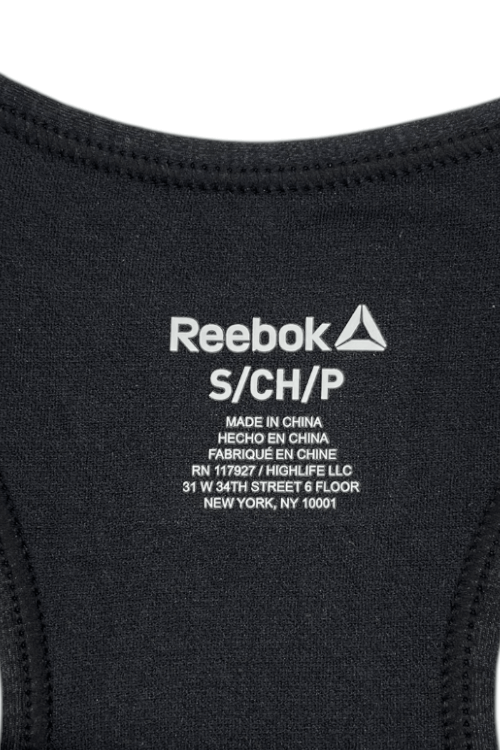 Reebok
S/CH/P
MADE IN CHINA
HECHO EN CHINA
FABRIQUÉ EN CHINE
RN 117927 / HIGHLIFE LLC
31 W 34TH STREET 6 FLOOR
NEW YORK, NY 10001